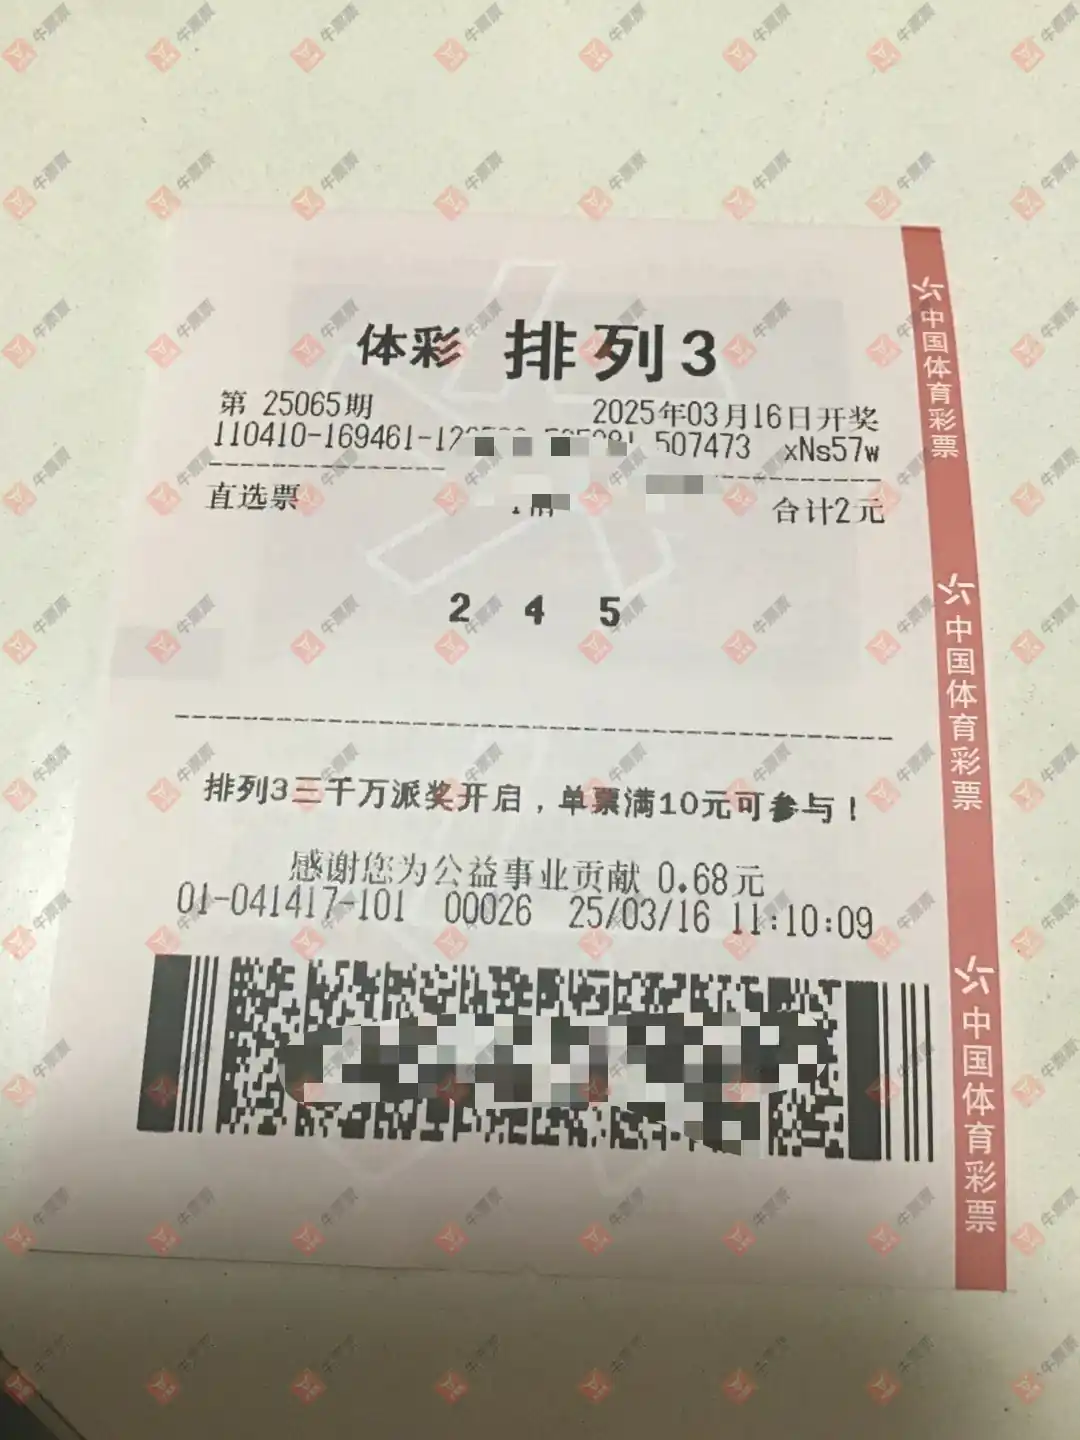 体彩 排列3
第 25065期 2025年03月16日开奖
110410-169461- 507473 xNs57w
直选票 合计2元
2 4 5
排列3三千万派奖开启，单票满10元可参与！
感谢您为公益事业贡献 0.68元
01-041417-101 00026 25/03/16 11:10:09
中国体育彩票
中国体育彩票
中国体育彩票
牛票票